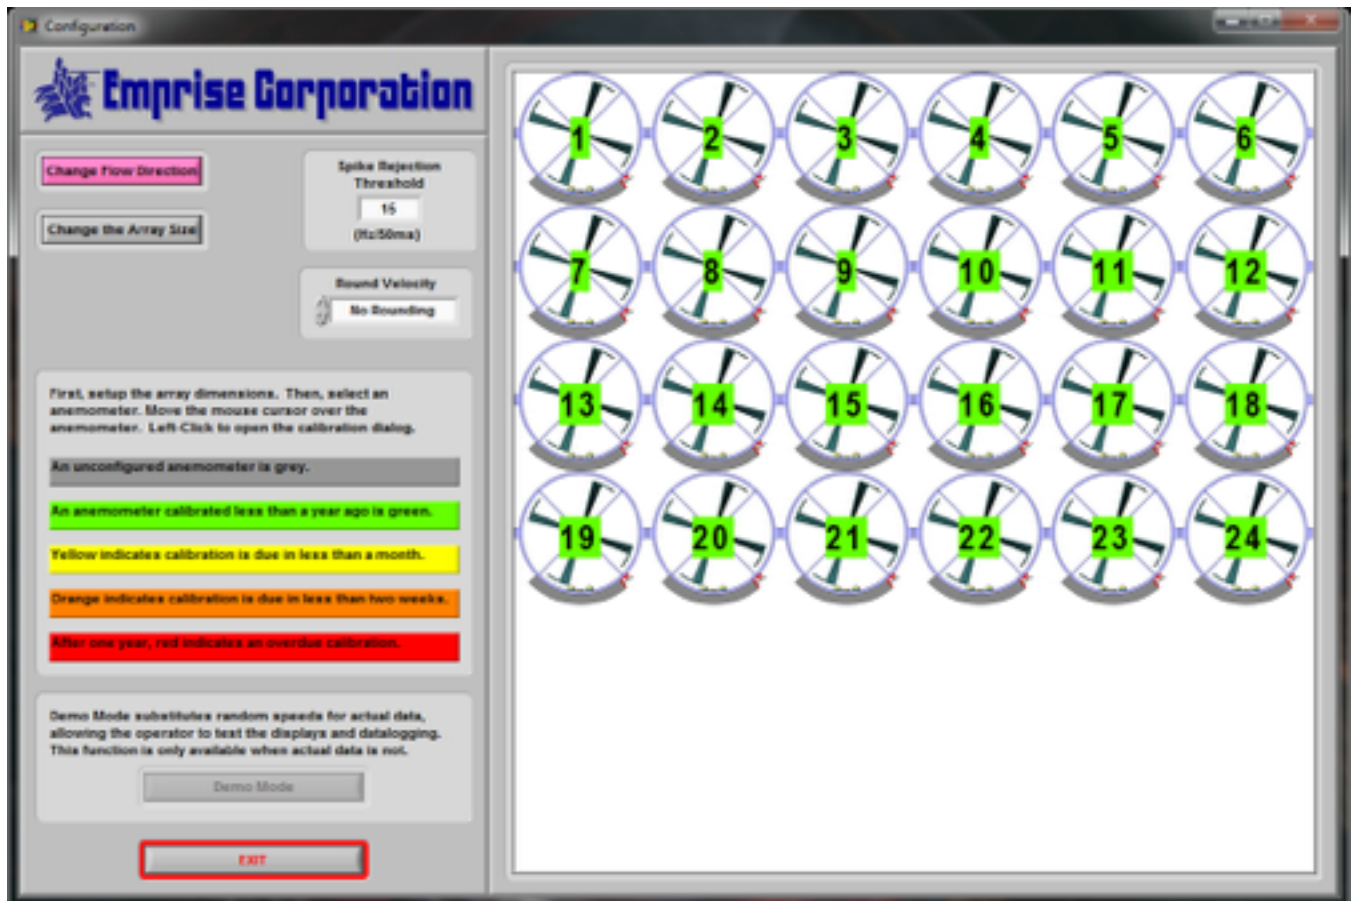 Configuration
Emprise Corporation
Change Flow Direction
Change the Array Size
Spike Rejection
Threshold
15
(Hz/50ms)
Round Velocity
No Rounding
First, setup the array dimensions. Then, select an
anemometer. Move the mouse cursor over the
anemometer. Left-Click to open the calibration dialog.
An unconfigured anemometer is grey.
An anemometer calibrated less than a year ago is green.
Yellow indicates calibration is due in less than a month.
Orange indicates calibration is due in less than two weeks.
After one year, red indicates an overdue calibration.
Demo Mode substitutes random speeds for actual data,
allowing the operator to test the displays and datalogging.
This function is only available when actual data is not.
Demo Mode
EXIT
1 2 3 4 5 6
7 8 9 10 11 12
13 14 15 16 17 18
19 20 21 22 23 24